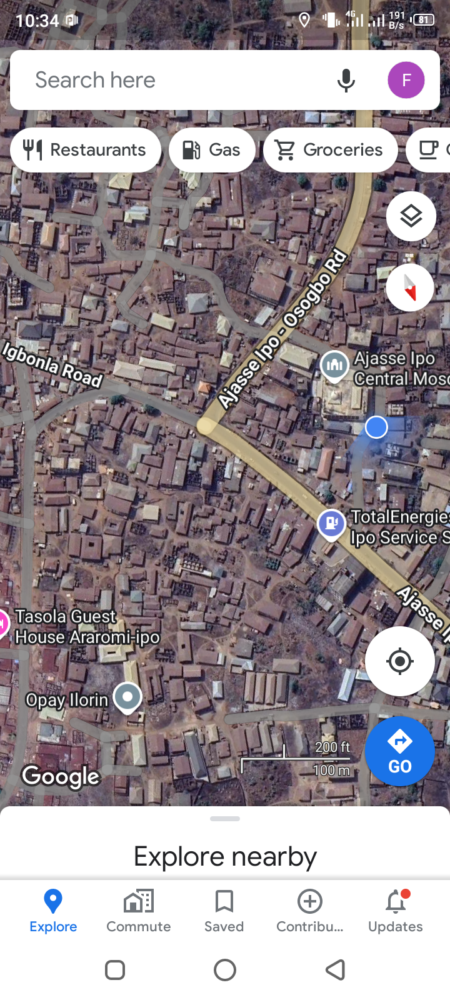 10:34
4G
191
B/s
81
Search here
F
Restaurants
Gas
Groceries
Ajasse Ipo - Osogbo Rd
Igbonla Road
Ajasse Ipo
Central Mosq
TotalEnergies
Ipo Service S
Ajasse I
Tasola Guest
House Araromi-ipo
Opay Ilorin
200 ft
100 m
GO
Google
Explore nearby
Explore
Commute
Saved
Contribu...
Updates